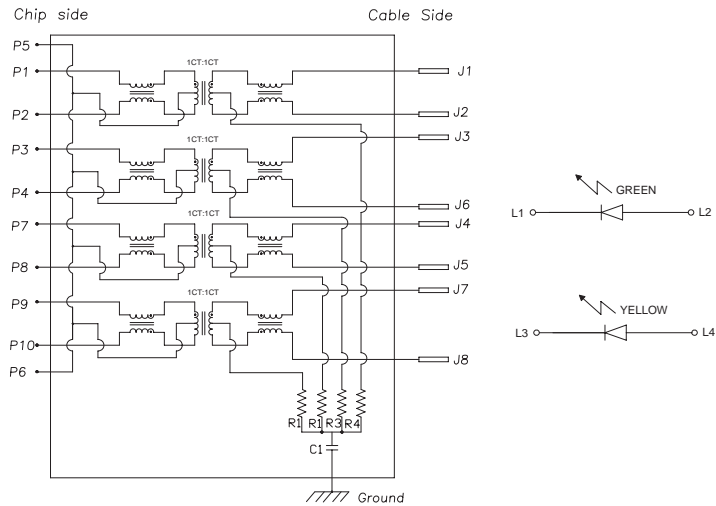 Chip side
Cable Side
P5
P1
1CT:1CT
J1
P2
J2
P3
1CT:1CT
J3
P4
J6
P7
1CT:1CT
J4
P8
J5
P9
1CT:1CT
J7
P10
J8
P6
R1 R1 R3 R4
C1
Ground
GREEN
L1 L2
YELLOW
L3 L4